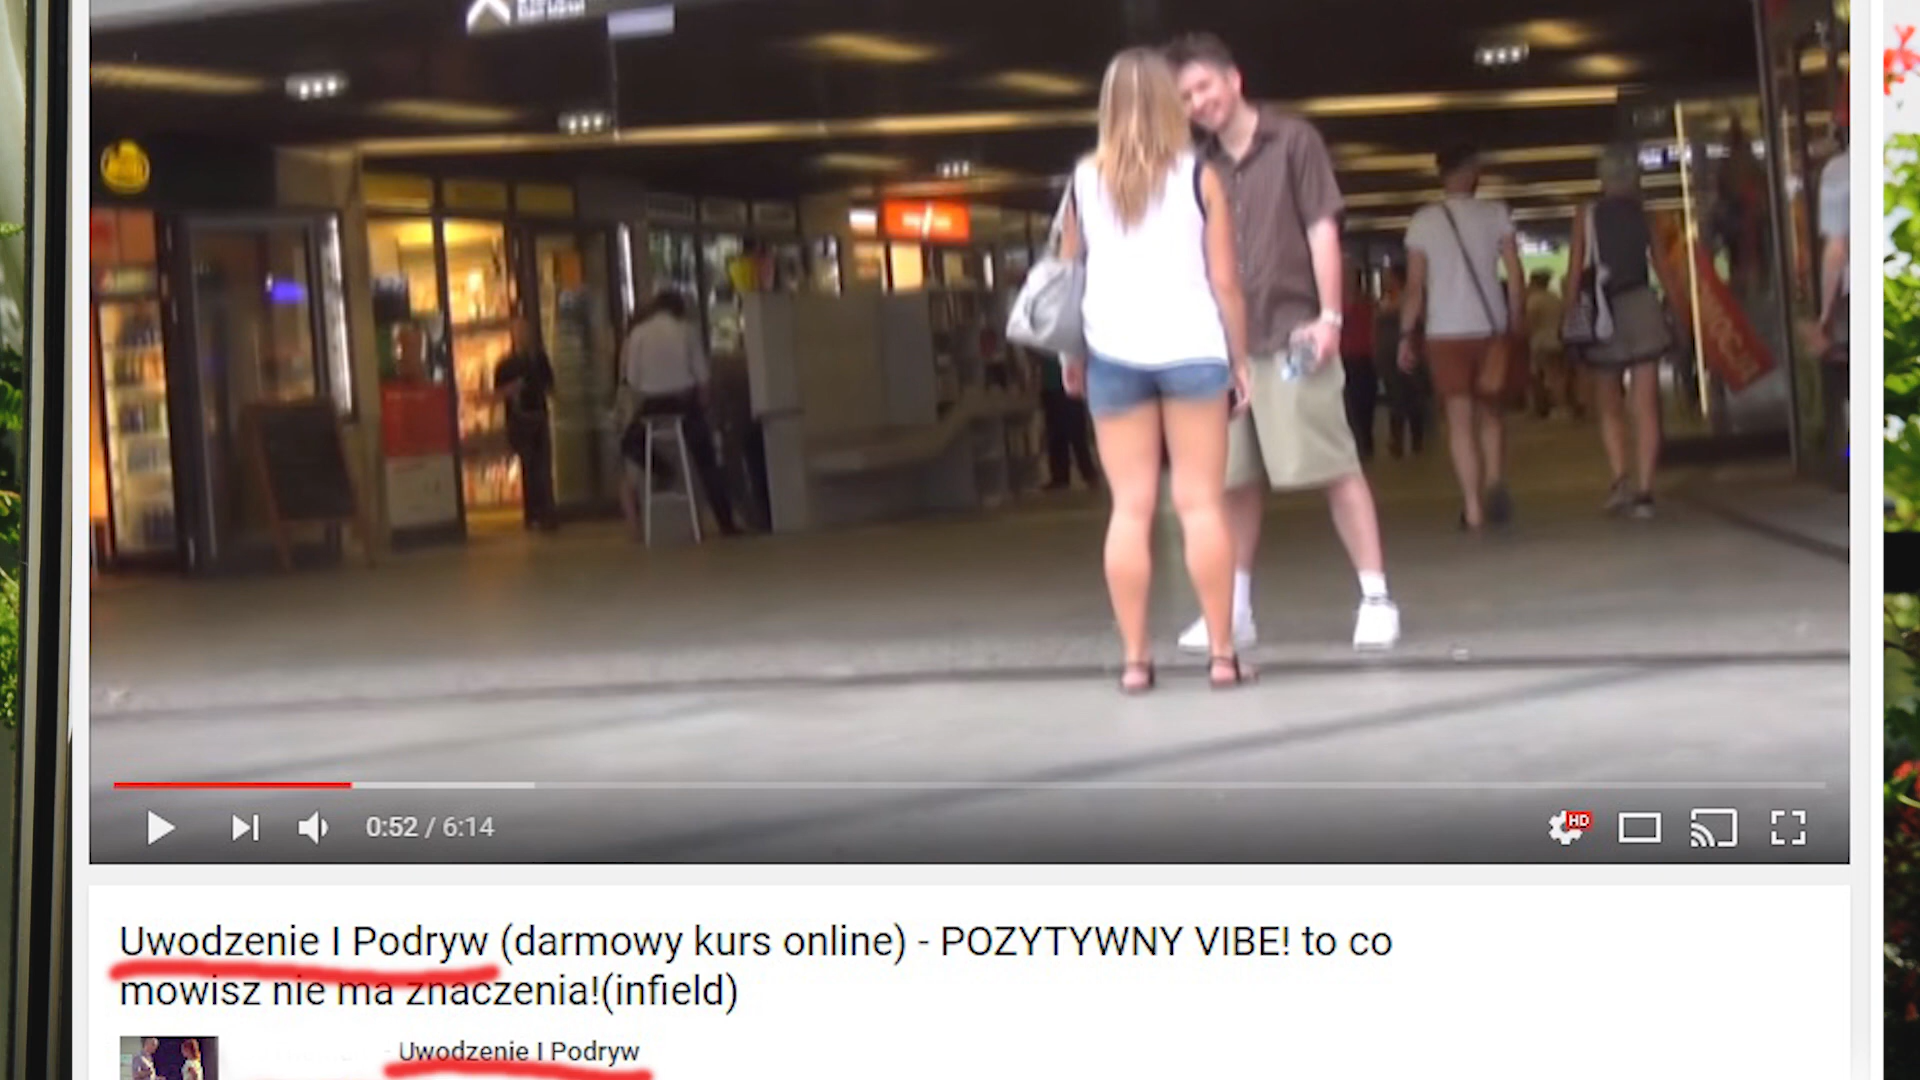 0:52 / 6:14
HD
Uwodzenie I Podryw (darmowy kurs online) - POZYTYWNY VIBE! to co
mowisz nie ma znaczenia!(infield)
Uwodzenie I Podryw